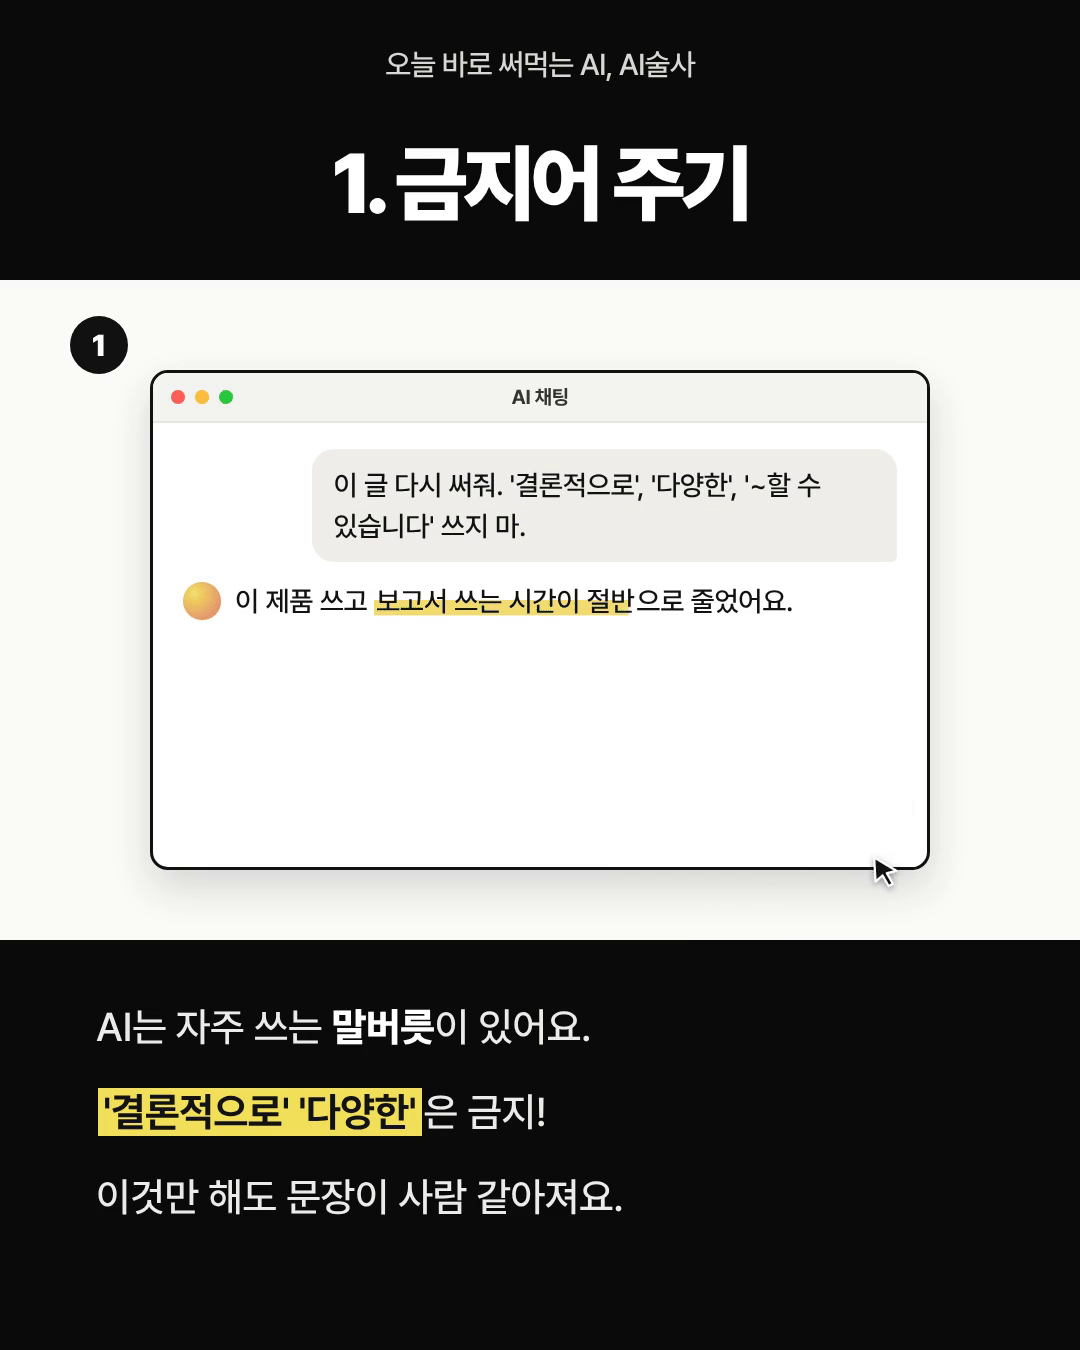 오늘 바로 써먹는 AI, AI술사
1. 금지어 주기
1
AI 채팅
이 글 다시 써줘. '결론적으로', '다양한', '~할 수
있습니다' 쓰지 마.
이 제품 쓰고 보고서 쓰는 시간이 절반으로 줄었어요.
AI는 자주 쓰는 말버릇이 있어요.
'결론적으로' '다양한'은 금지!
이것만 해도 문장이 사람 같아져요.